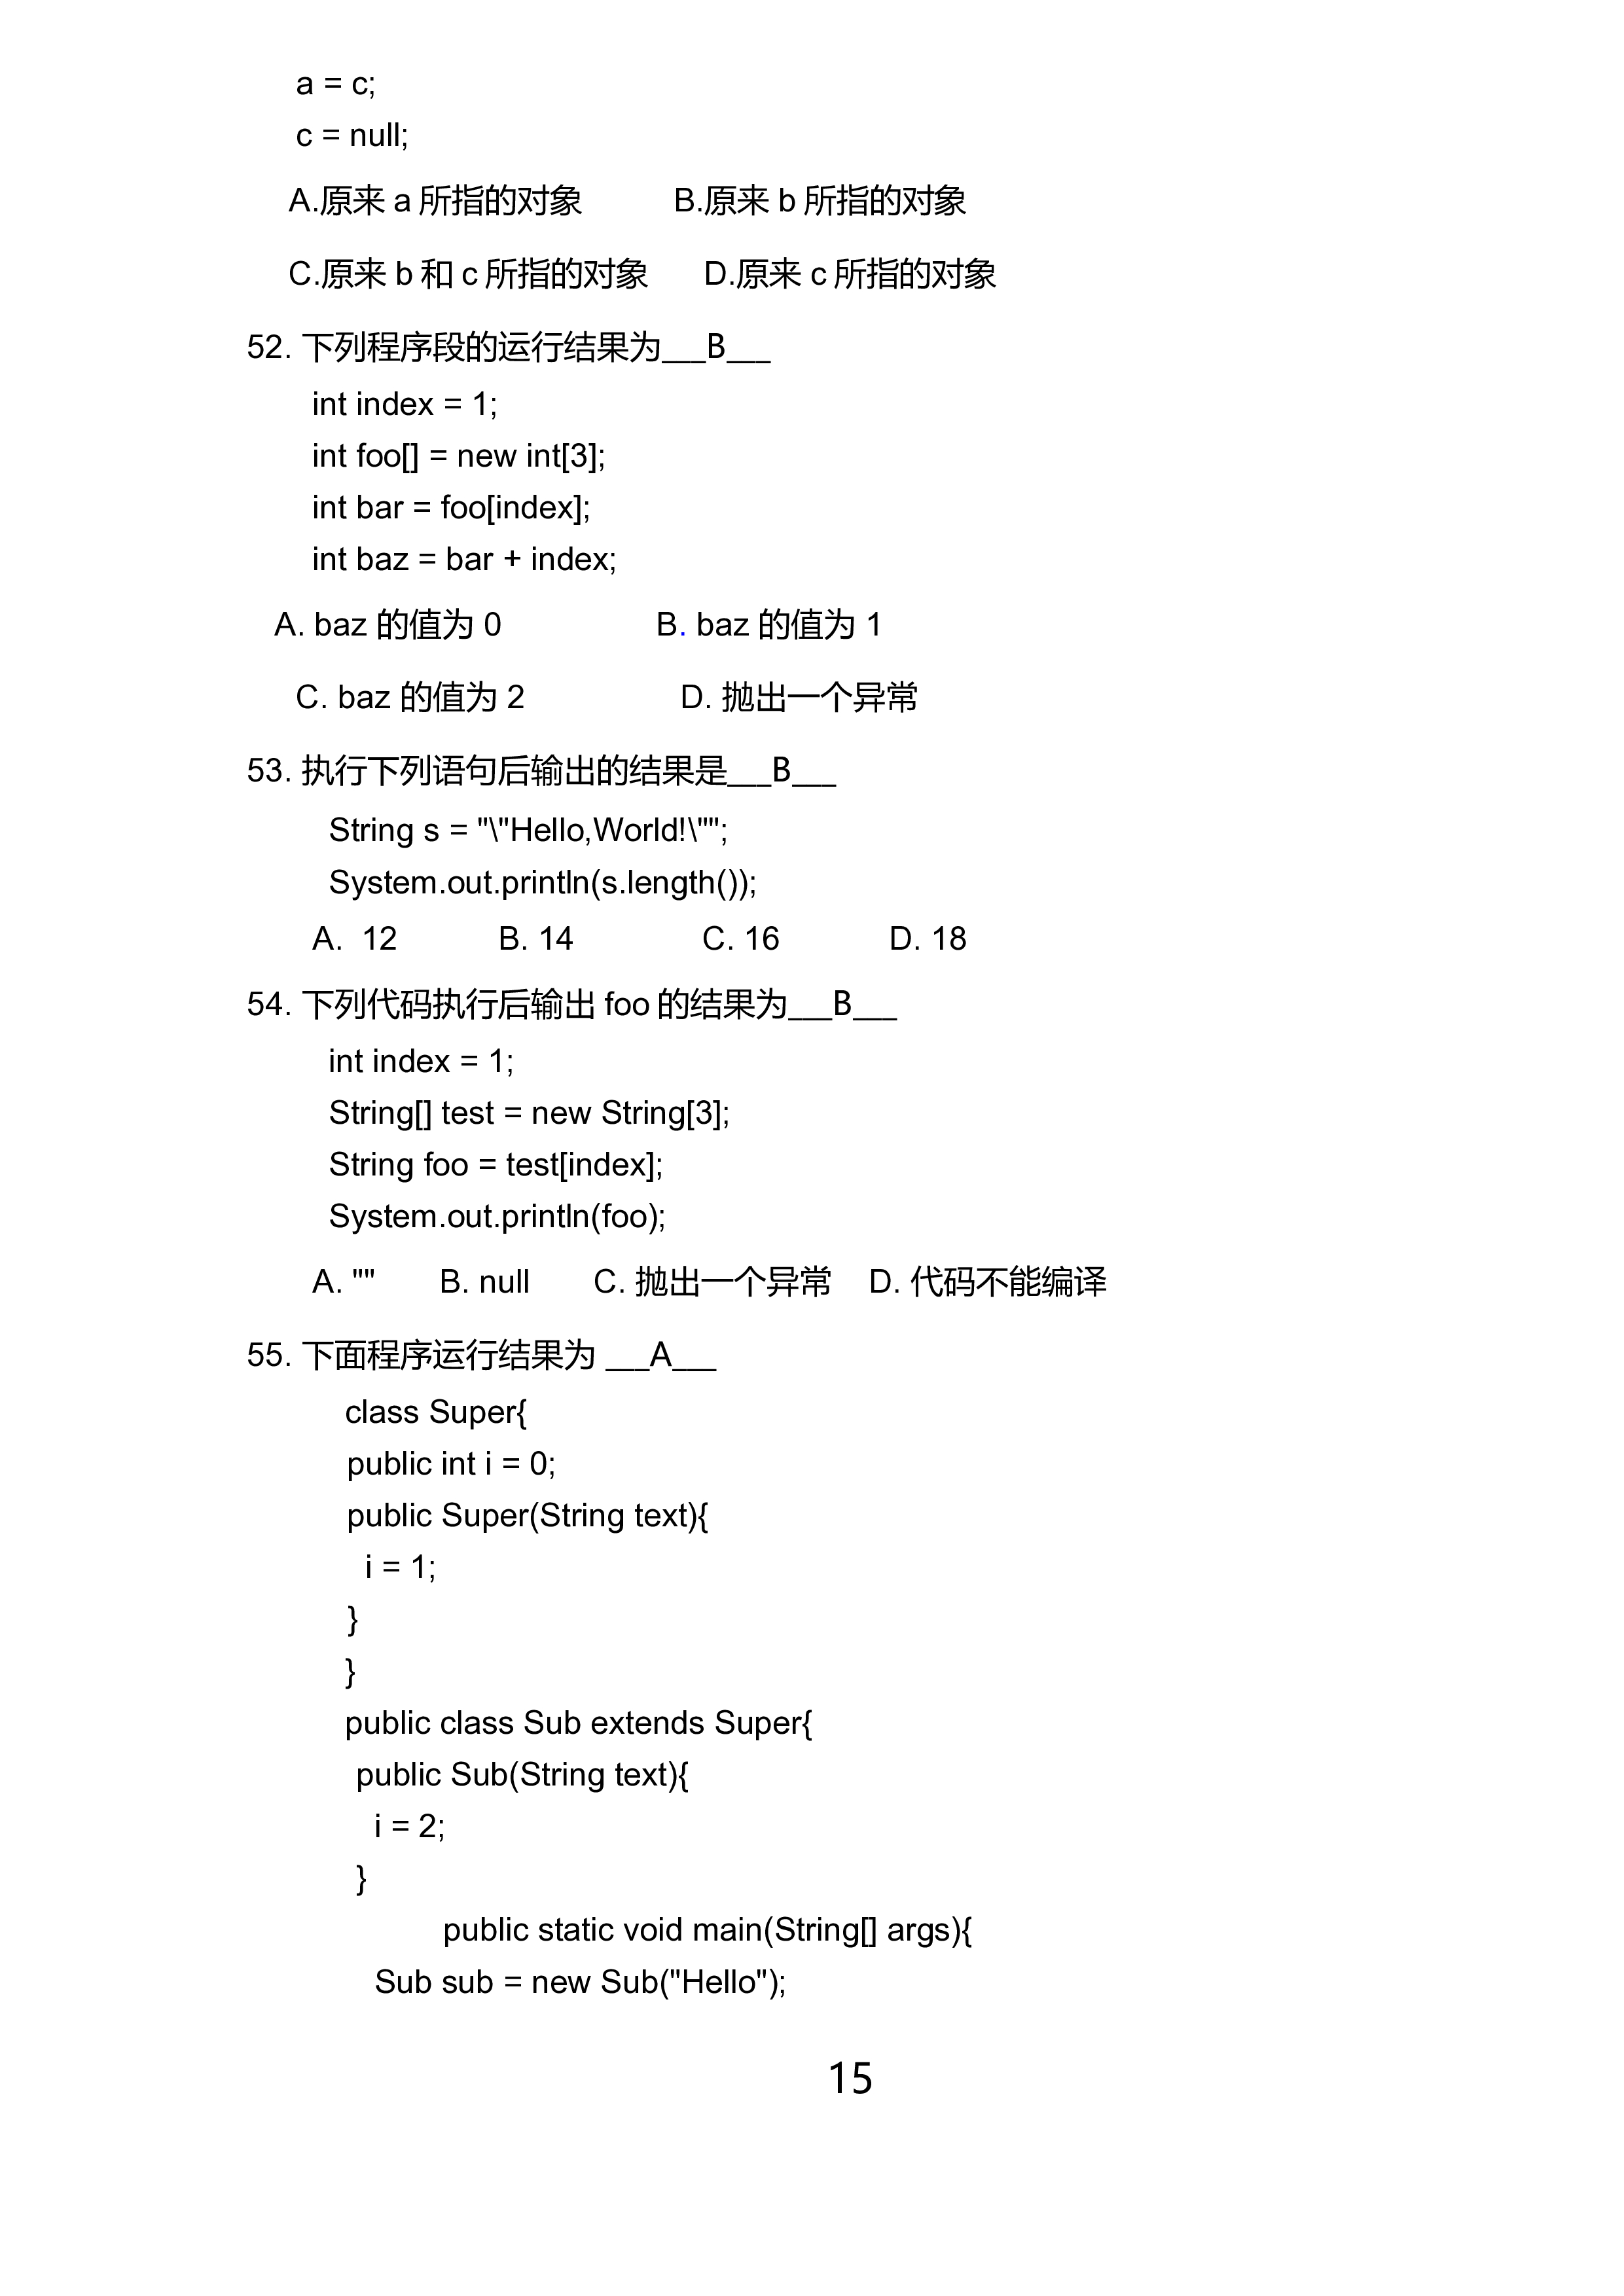 a = c;
c = null;
A.原来 a 所指的对象 B.原来 b 所指的对象
C.原来 b 和 c 所指的对象 D.原来 c 所指的对象
52. 下列程序段的运行结果为___B___
int index = 1;
int foo[] = new int[3];
int bar = foo[index];
int baz = bar + index;
A. baz 的值为 0 B. baz 的值为 1
C. baz 的值为 2 D. 抛出一个异常
53. 执行下列语句后输出的结果是___B___
String s = "\"Hello,World!\"";
System.out.println(s.length());
A. 12 B. 14 C. 16 D. 18
54. 下列代码执行后输出 foo 的结果为___B___
int index = 1;
String[] test = new String[3];
String foo = test[index];
System.out.println(foo);
A. "" B. null C. 抛出一个异常 D. 代码不能编译
55. 下面程序运行结果为 ___A___
class Super{
public int i = 0;
public Super(String text){
i = 1;
}
}
public class Sub extends Super{
public Sub(String text){
i = 2;
}
public static void main(String[] args){
Sub sub = new Sub("Hello");
15